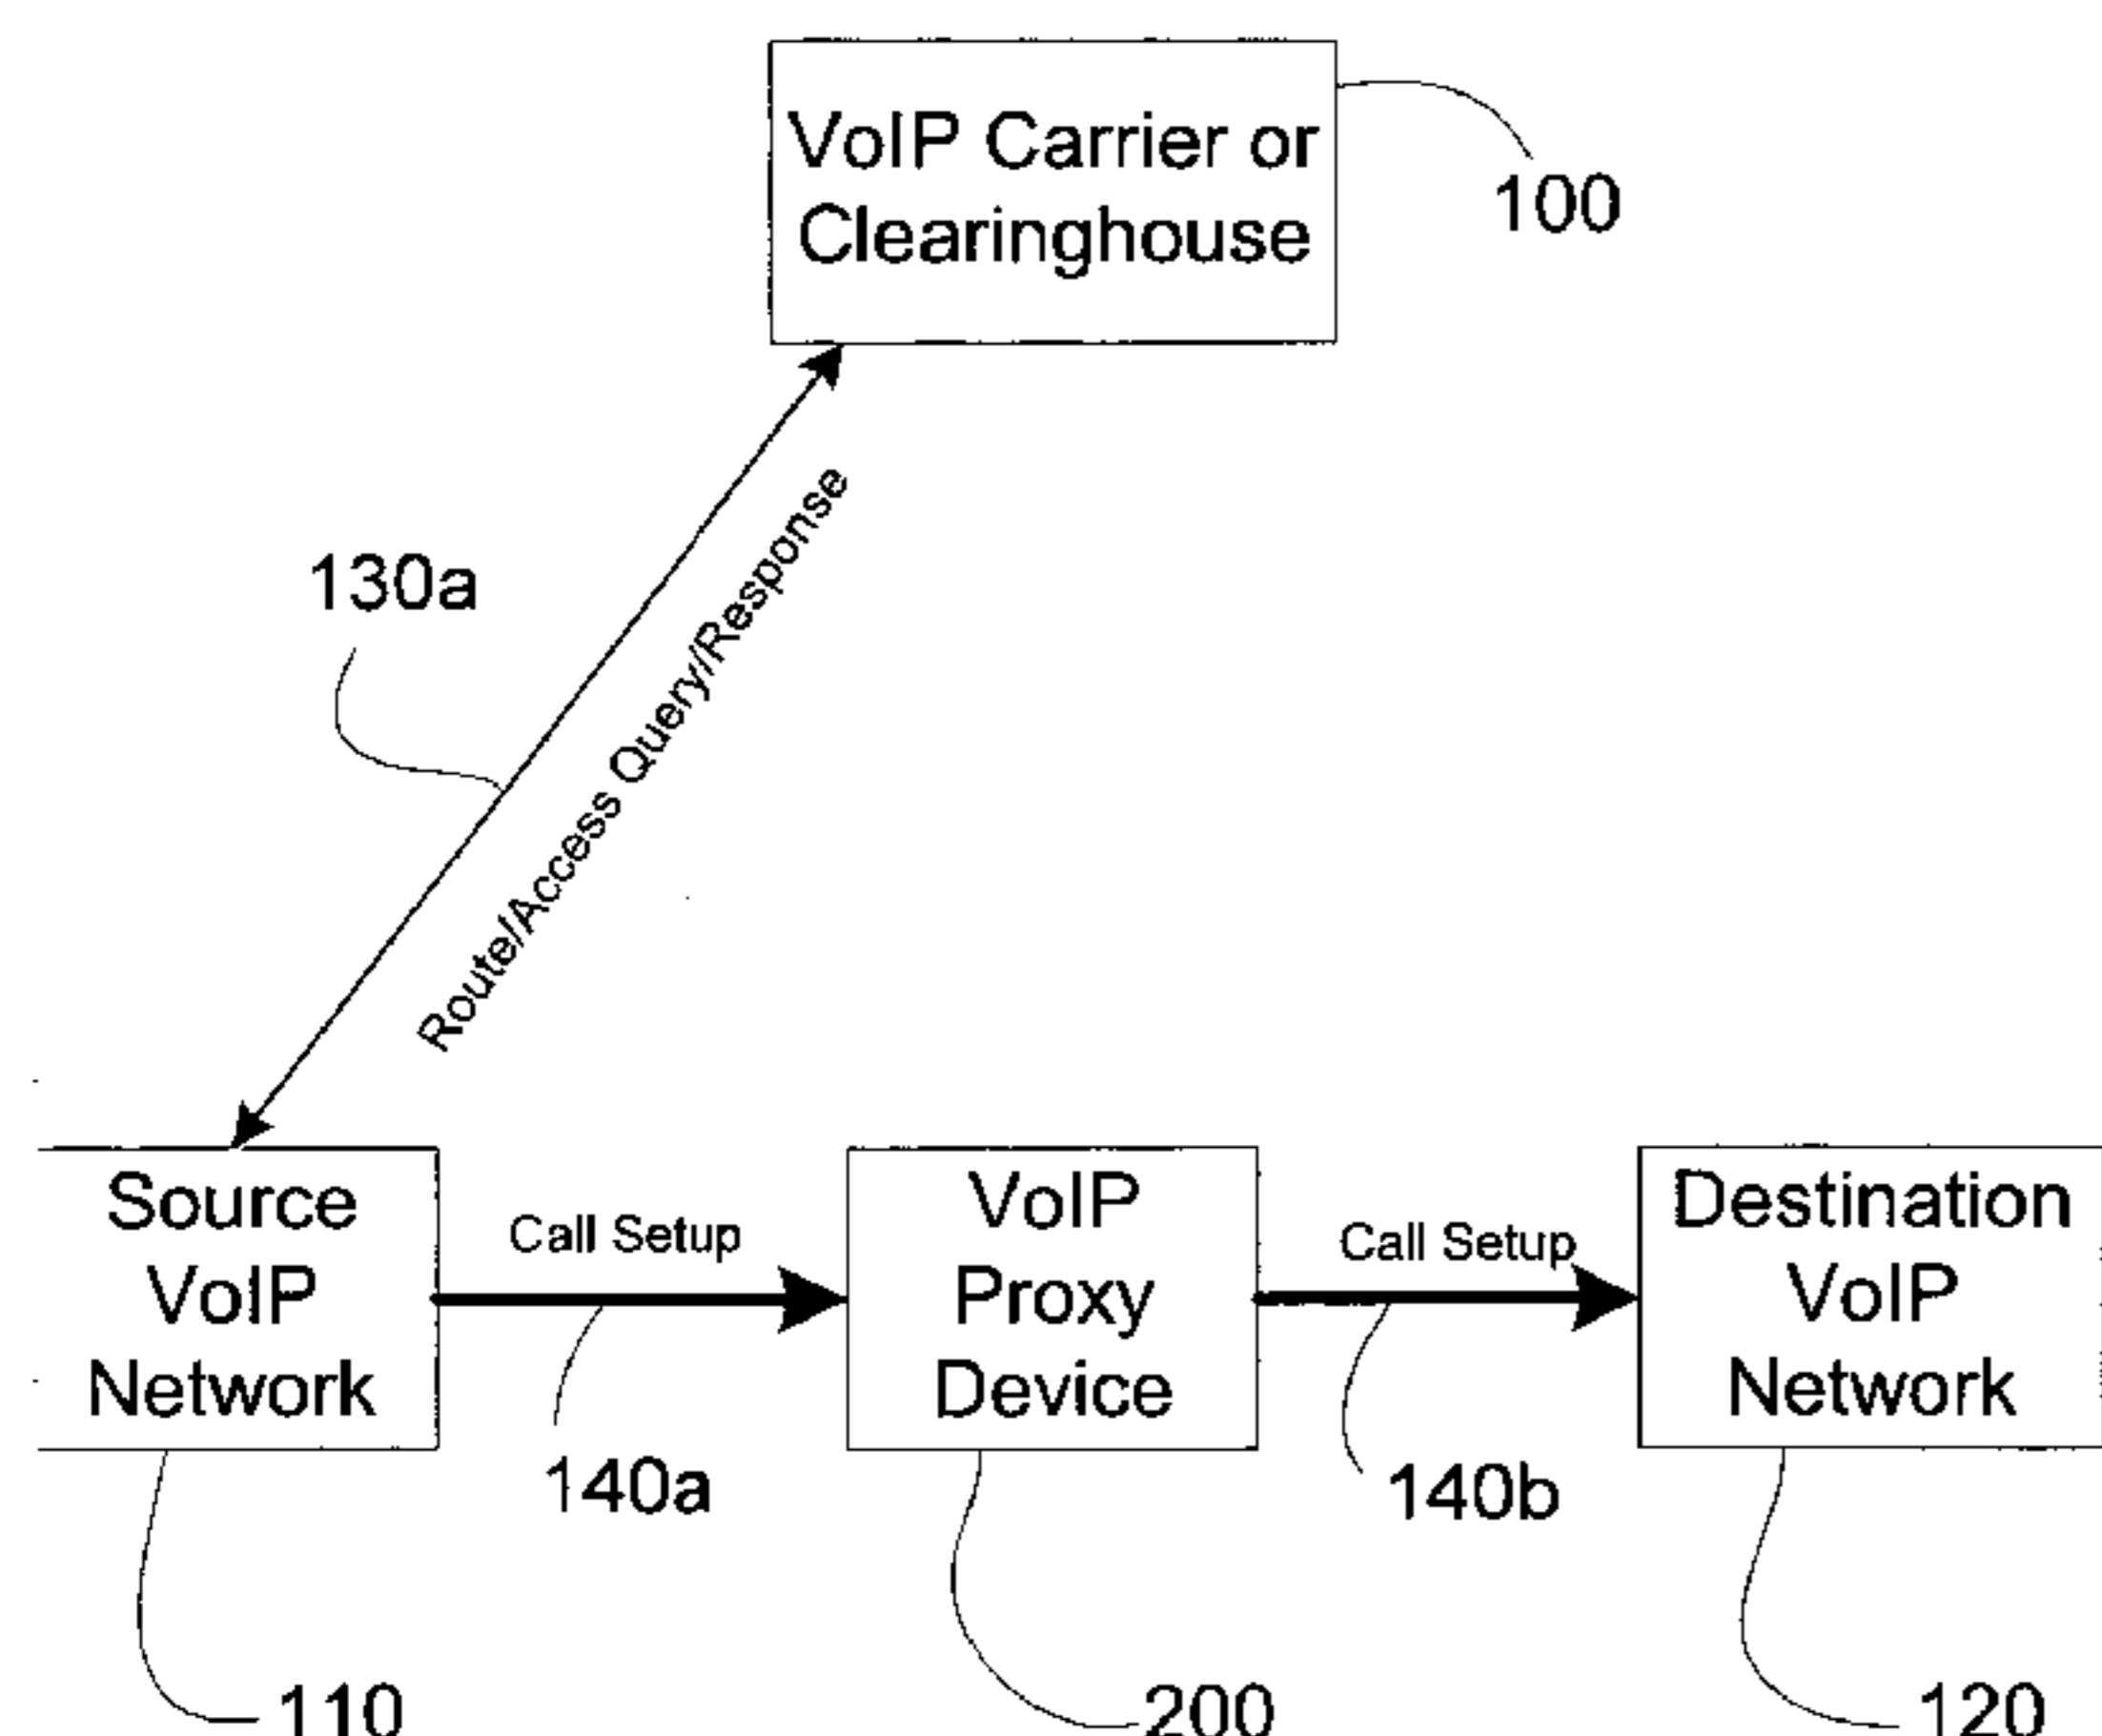 VoIP Carrier or
Clearinghouse
100
130a
Route/Access Query/Response
Source
VoIP
Network
Call Setup
VoIP
Proxy
Device
Call Setup
Destination
VoIP
Network
140a
140b
110
200
120